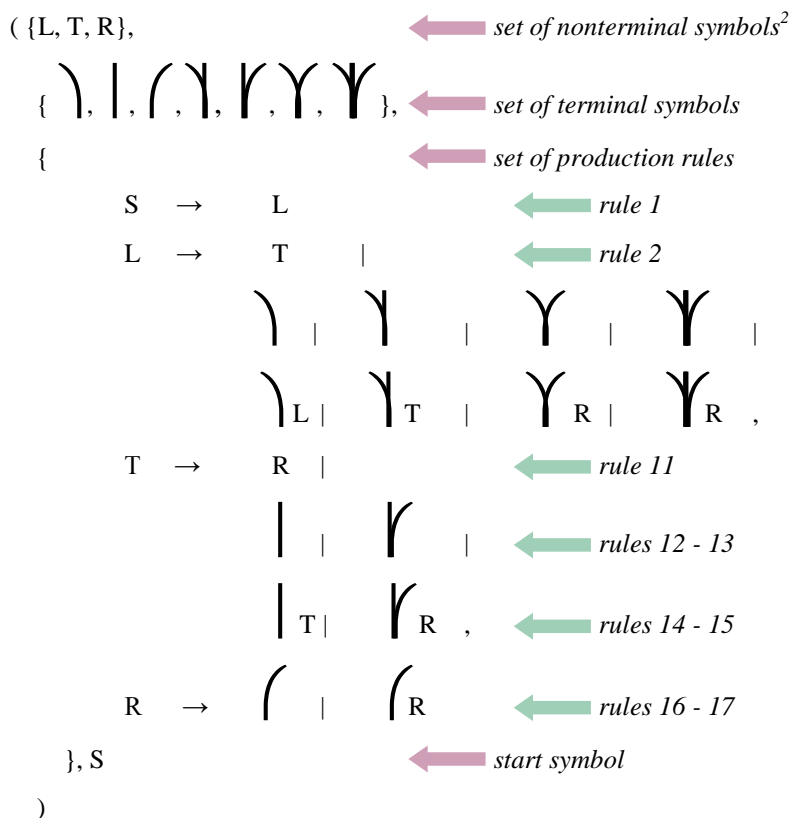 ( {L, T, R}, set of nonterminal symbols2
{ , , , , , , }, set of terminal symbols
{ set of production rules
S → L rule 1
L → T | rule 2
| | | |
L | T | R | R ,
T → R | rule 11
| | rules 12 - 13
T | R , rules 14 - 15
R → | R rules 16 - 17
}, S start symbol
)